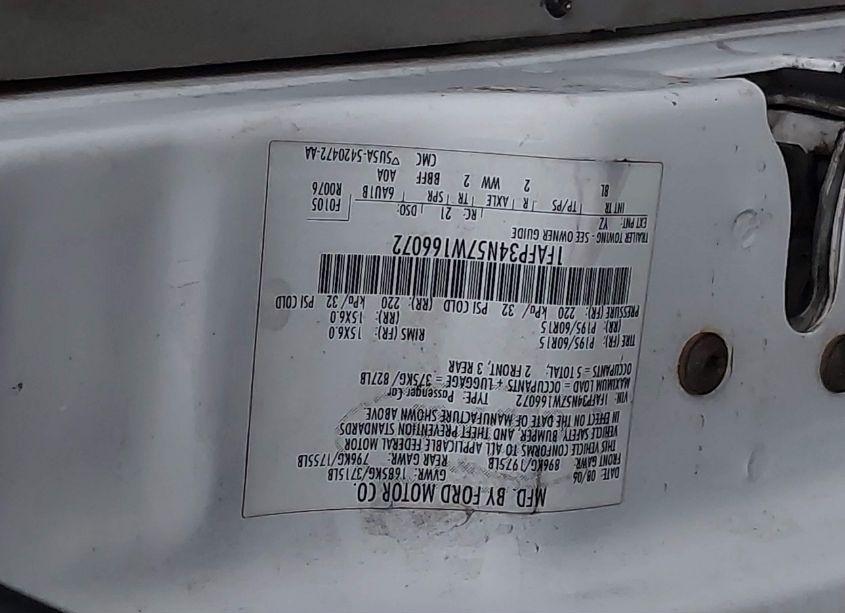 MFD. BY FORD MOTOR CO.
DATE: 08/06 GVWR: 1685KG/3715LB
FRONT GAWR: 896KG/1975LB REAR GAWR: 796KG/1755LB
THIS VEHICLE CONFORMS TO ALL APPLICABLE FEDERAL MOTOR
VEHICLE SAFETY, BUMPER, AND THEFT PREVENTION STANDARDS
IN EFFECT ON THE DATE OF MANUFACTURE SHOWN ABOVE.
VIN: 1FAFP34N57W166072 TYPE: Passenger Car
MAXIMUM LOAD = OCCUPANTS + LUGGAGE = 375KG/827LB
OCCUPANTS = 5 TOTAL, 2 FRONT, 3 REAR
TIRE (FR): P195/60R15 RIMS (FR): 15X6.0
(RR): P195/60R15 (RR): 15X6.0
PRESSURE (FR): 220 kPa/ 32 PSI COLD (RR): 220 kPa/ 32 PSI COLD
1FAFP34N57W166072
TRAILER TOWING - SEE OWNER GUIDE
EXT PNT: YZ RC: 21 DSO: F0105
INT TR TP/PS R AXLE TR SPR 6AU1B R0076
8L 2 WW 2 BBFF AOA
CMC ▽5U5A-5420472-AA